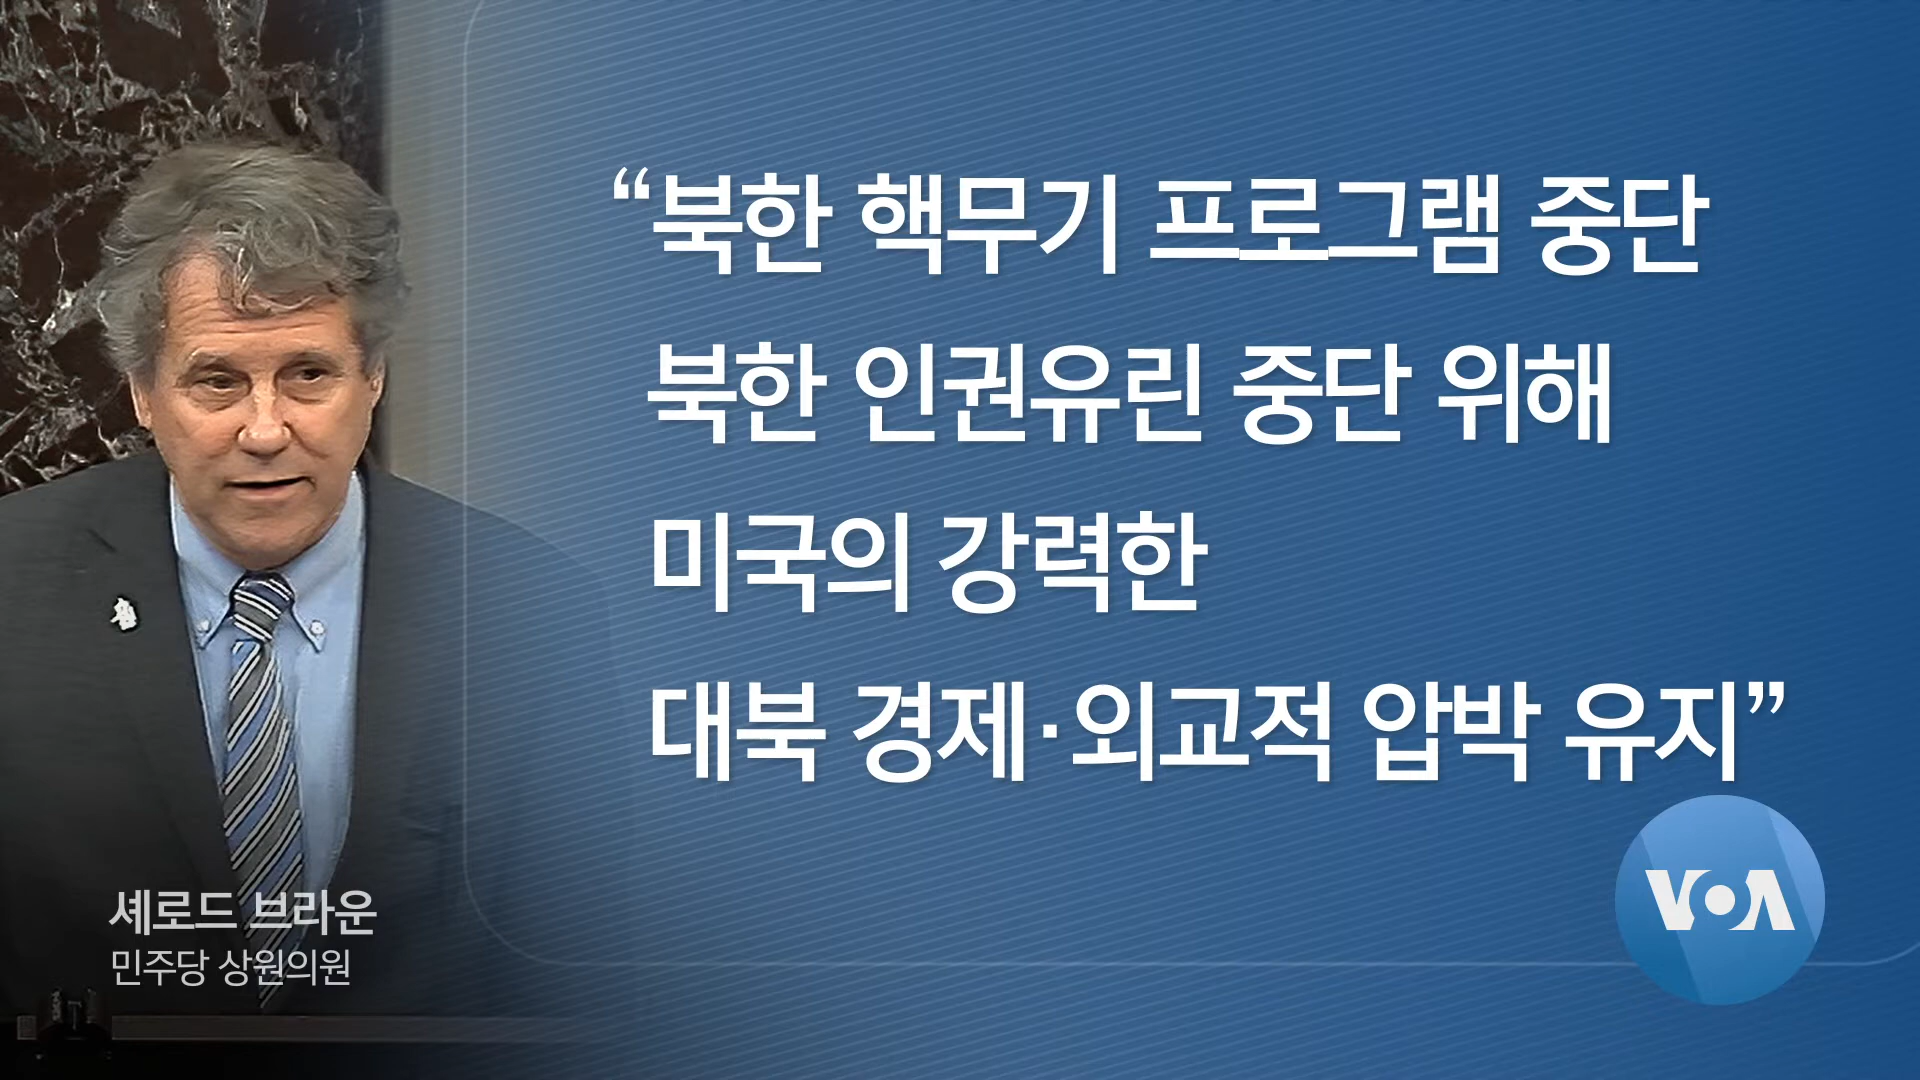 “북한 핵무기 프로그램 중단
북한 인권유린 중단 위해
미국의 강력한
대북 경제·외교적 압박 유지”
셰로드 브라운
민주당 상원의원
VOA